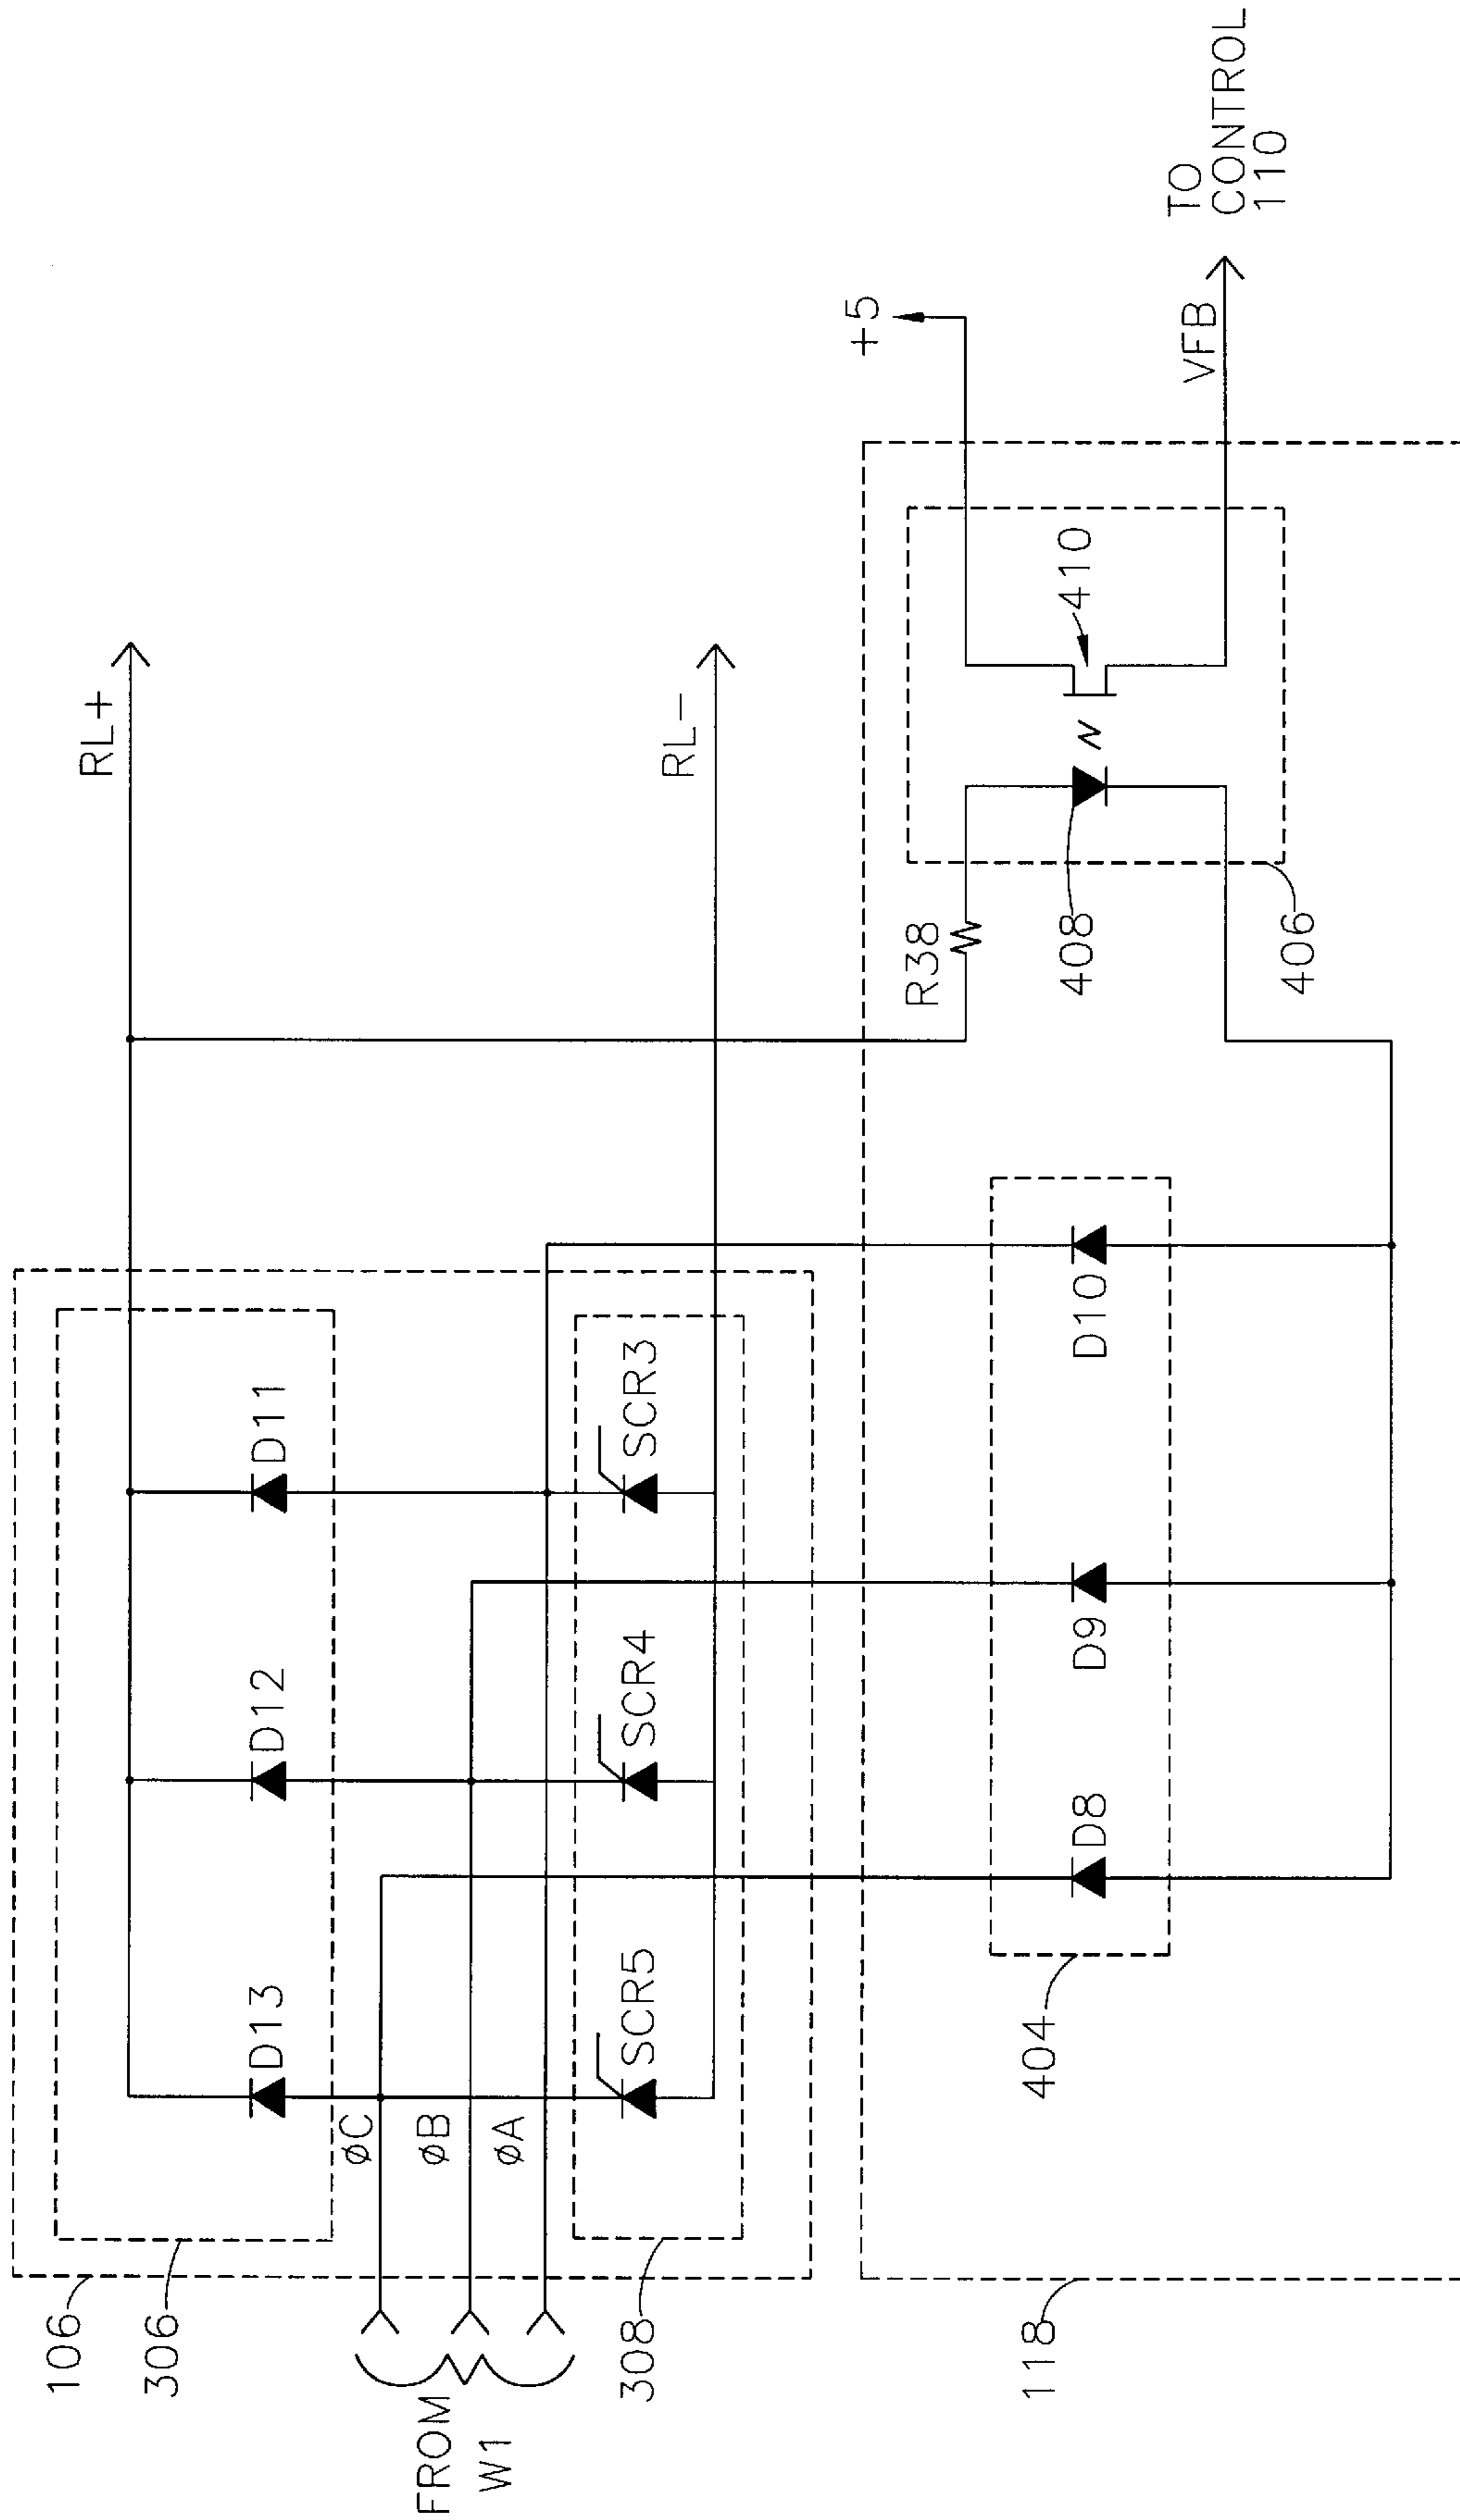 106
306
FROM
W1
308
øC
øB
øA
D13
D12
D11
SCR5
SCR4
SCR3
RL+
RL−
118
404
D8
D9
D10
R38
408
406
410
+5
VFB
TO
CONTROL
110